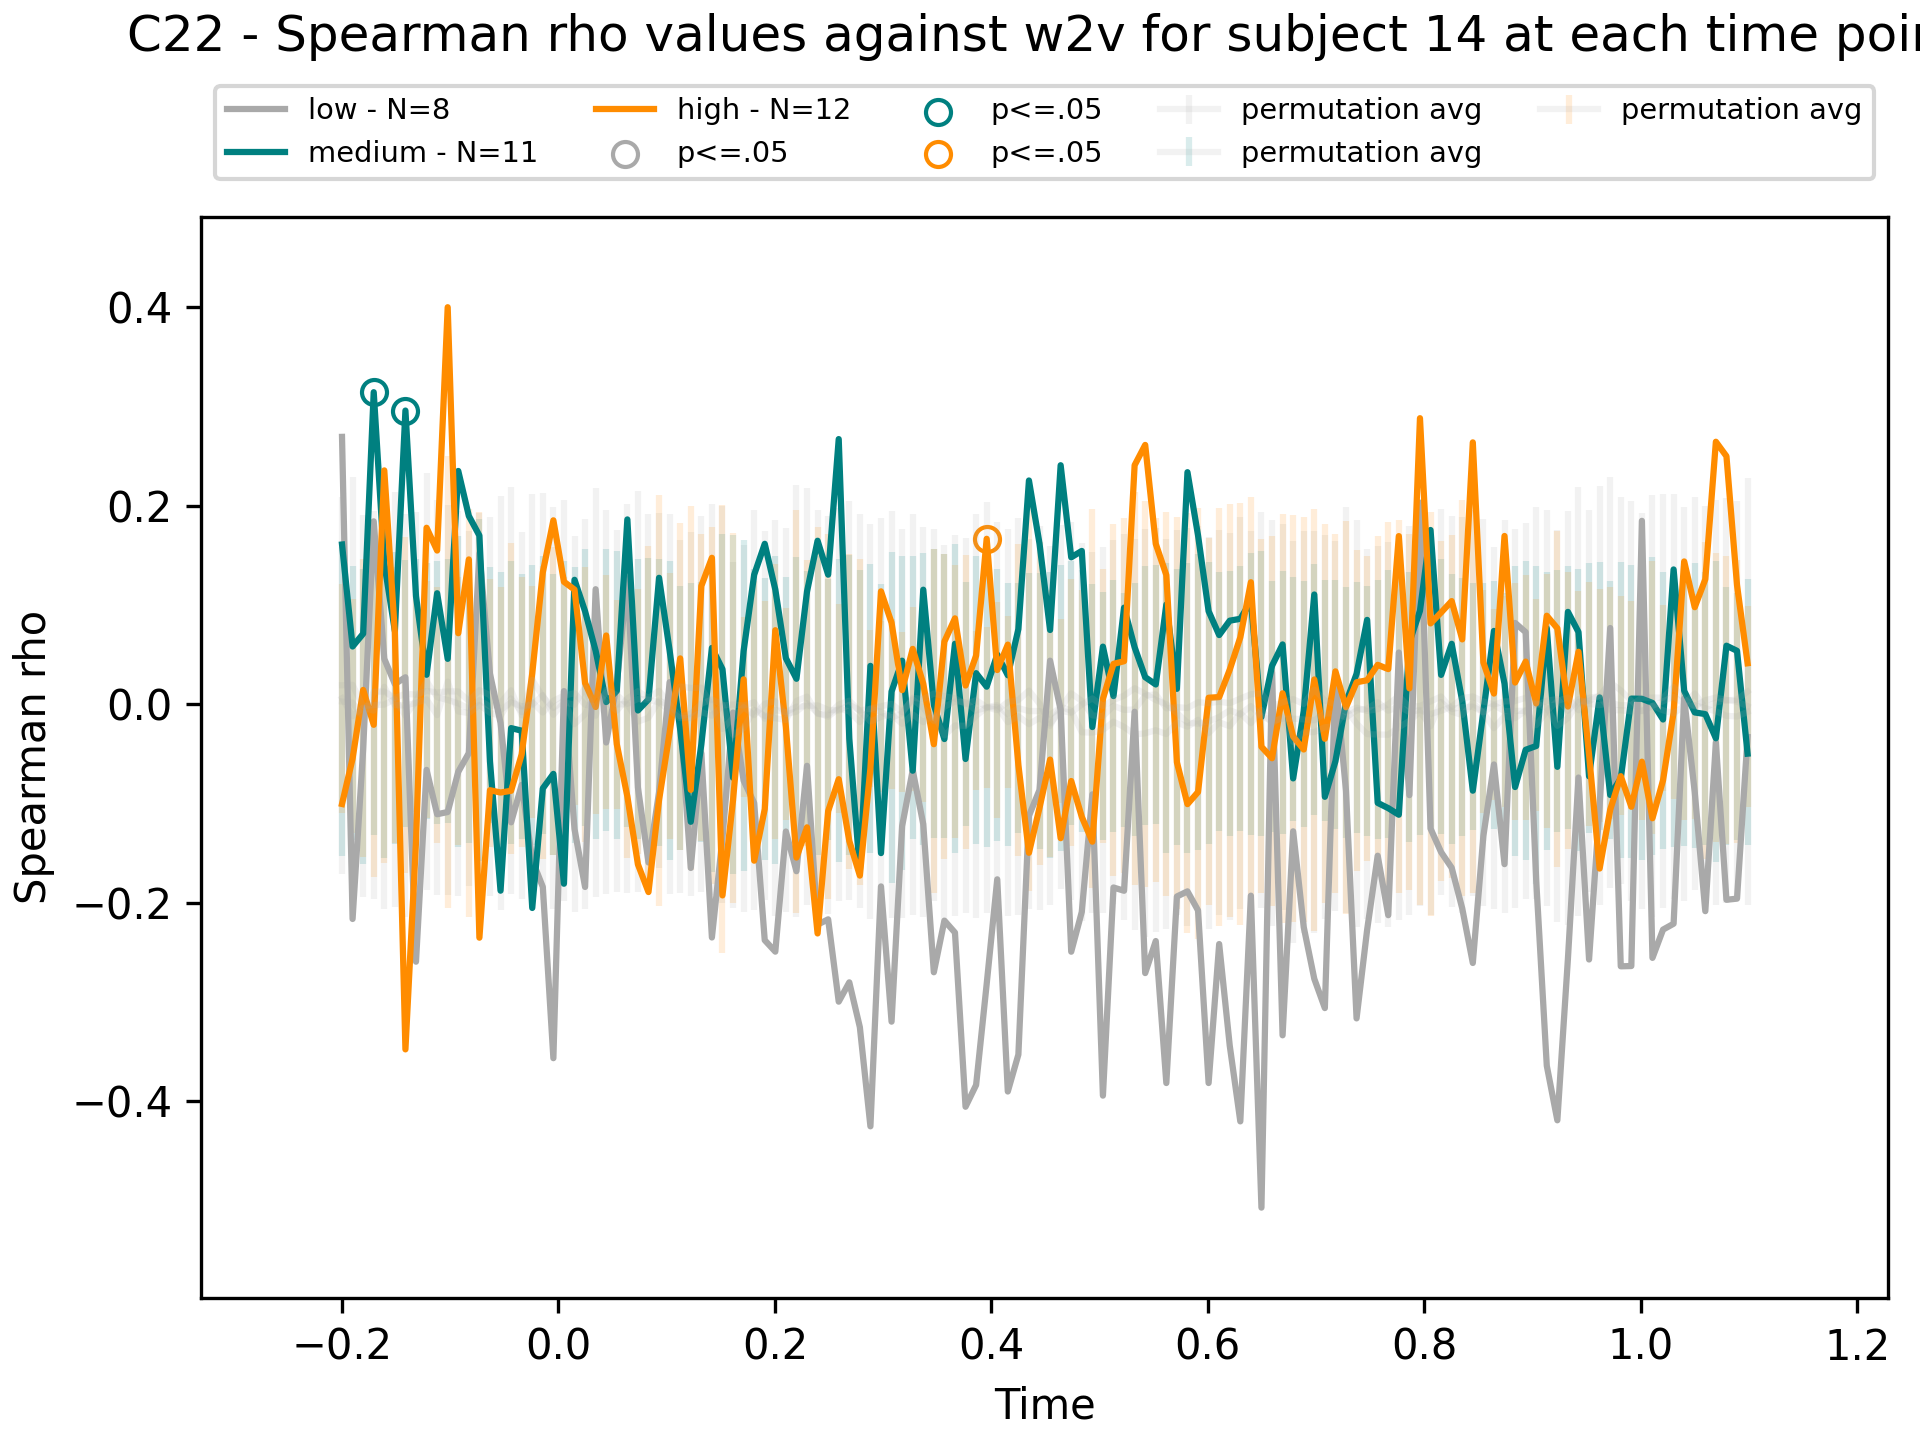 C22 - Spearman rho values against w2v for subject 14 at each time poi
low - N=8
medium - N=11
high - N=12
p<=.05
p<=.05
p<=.05
permutation avg
permutation avg
permutation avg
Spearman rho
0.4
0.2
0.0
−0.2
−0.4
−0.2 0.0 0.2 0.4 0.6 0.8 1.0 1.2
Time